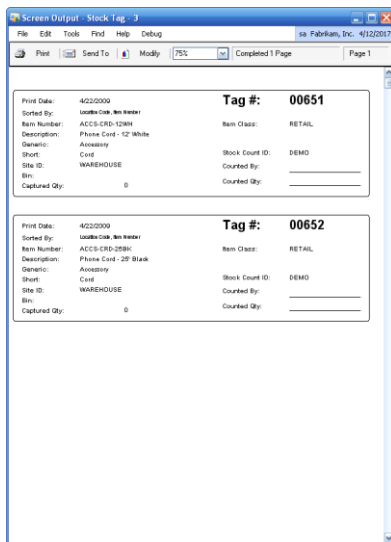 Screen Output - Stock Tag - 3
File Edit Tools Find Help Debug sa Fabrikam, Inc. 4/12/2017
Print Send To Modify 75% Completed 1 Page Page 1
Print Date: 4/22/2009 Tag #: 00651
Sorted By: Location Code, Item Number
Item Number: ACCS-CRD-12WH Item Class: RETAIL
Description: Phone Cord - 12' White
Generic: Accessory
Short: Cord Stock Count ID: DEMO
Site ID: WAREHOUSE Counted By:
Bin:
Captured Qty: 0 Counted Qty:
Print Date: 4/22/2009 Tag #: 00652
Sorted By: Location Code, Item Number
Item Number: ACCS-CRD-25BK Item Class: RETAIL
Description: Phone Cord - 25' Black
Generic: Accessory
Short: Cord Stock Count ID: DEMO
Site ID: WAREHOUSE Counted By:
Bin:
Captured Qty: 0 Counted Qty: